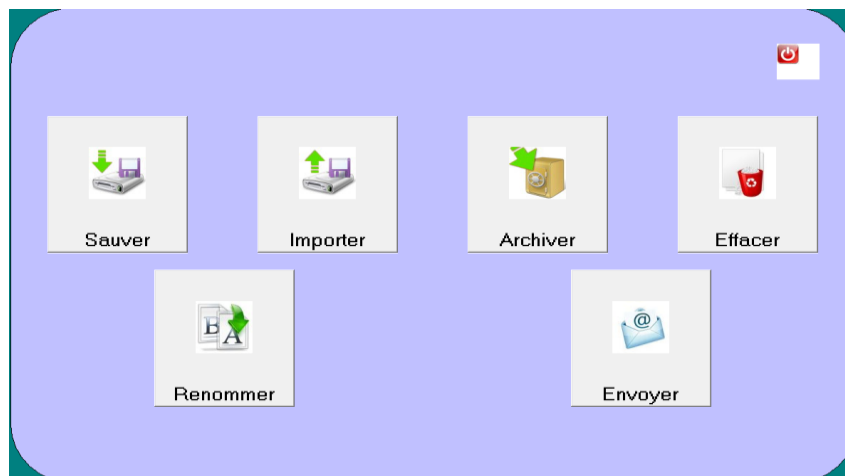 Sauver
Importer
Archiver
Effacer
B
A
Renommer
@
Envoyer